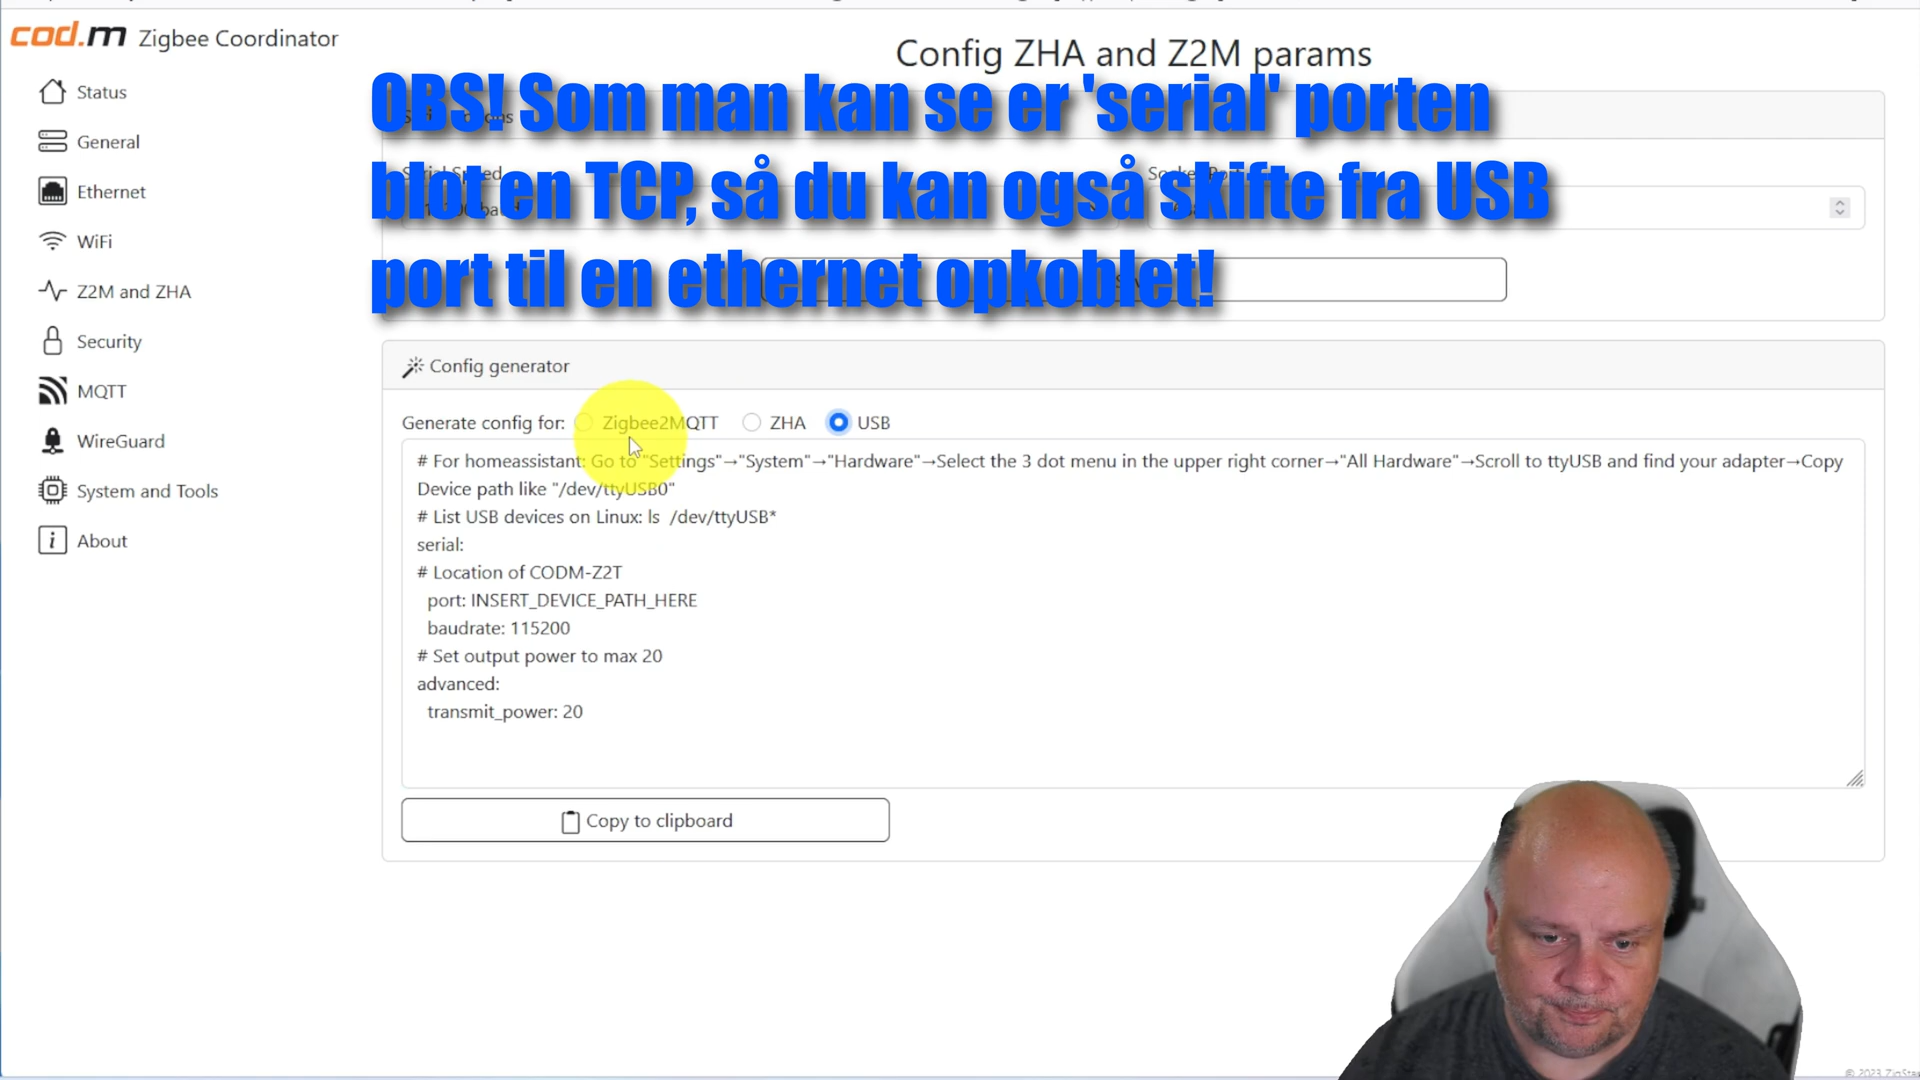 cod.m Zigbee Coordinator
Config ZHA and Z2M params
Status
General
Ethernet
WiFi
Z2M and ZHA
Security
MQTT
WireGuard
System and Tools
About
OBS! Som man kan se er 'serial' porten
blot en TCP, så du kan også skifte fra USB
port til en ethernet opkoblet!
Serial Speed
Config generator
Generate config for: Zigbee2MQTT ZHA USB
# For homeassistant: Go to "Settings"→"System"→"Hardware"→Select the 3 dot menu in the upper right corner→"All Hardware"→Scroll to ttyUSB and find your adapter→Copy
Device path like "/dev/ttyUSB0"
# List USB devices on Linux: ls /dev/ttyUSB*
serial:
# Location of CODM-Z2T
port: INSERT_DEVICE_PATH_HERE
baudrate: 115200
# Set output power to max 20
advanced:
transmit_power: 20
Copy to clipboard